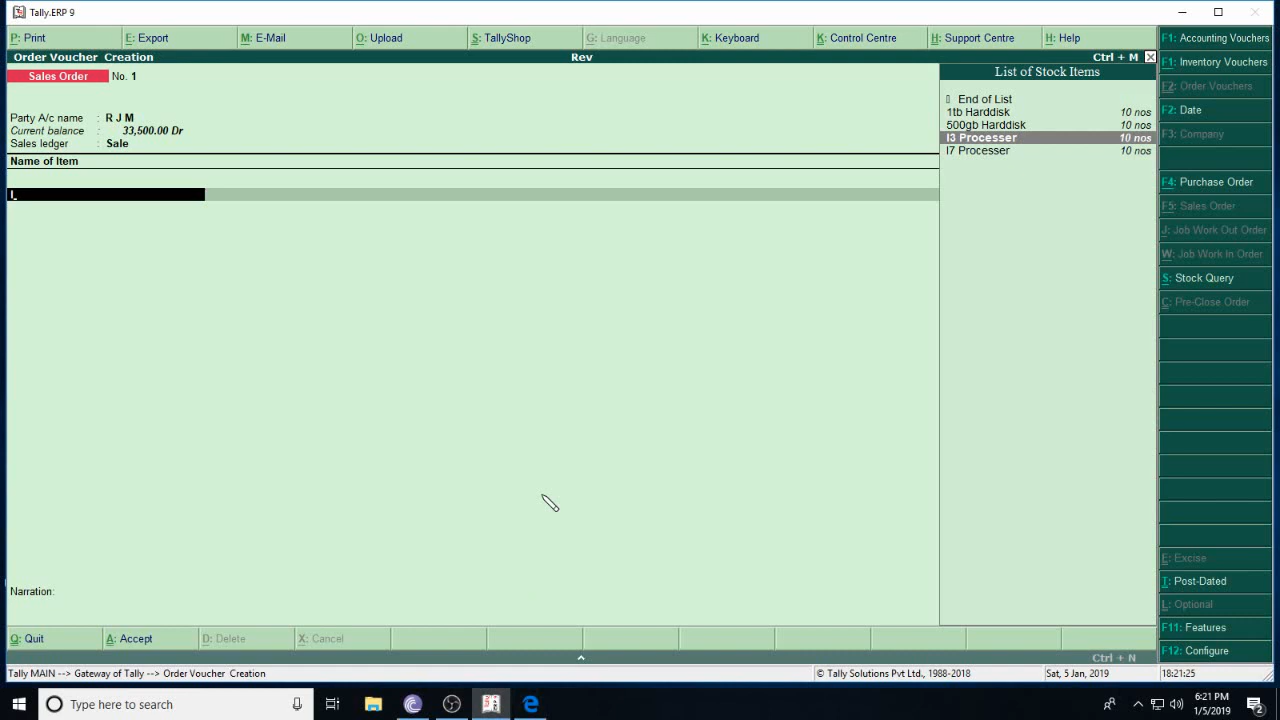 Tally.ERP 9
P: Print E: Export M: E-Mail O: Upload S: TallyShop G: Language K: Keyboard K: Control Centre H: Support Centre H: Help
Order Voucher Creation Rev Ctrl + M
Sales Order No. 1
Party A/c name : R J M
Current balance : 33,500.00 Dr
Sales ledger : Sale
Name of Item
I
List of Stock Items
End of List
1tb Harddisk 10 nos
500gb Harddisk 10 nos
I3 Processer 10 nos
I7 Processer 10 nos
F1: Accounting Vouchers
F1: Inventory Vouchers
F2: Order Vouchers
F2: Date
F3: Company
F4: Purchase Order
F5: Sales Order
J: Job Work Out Order
W: Job Work In Order
S: Stock Query
C: Pre-Close Order
E: Excise
T: Post-Dated
L: Optional
F11: Features
F12: Configure
Narration:
Q: Quit A: Accept D: Delete X: Cancel
Ctrl + N
Tally MAIN --> Gateway of Tally --> Order Voucher Creation © Tally Solutions Pvt Ltd., 1988-2018 Sat, 5 Jan, 2019 18:21:25
Type here to search
6:21 PM
1/5/2019
2